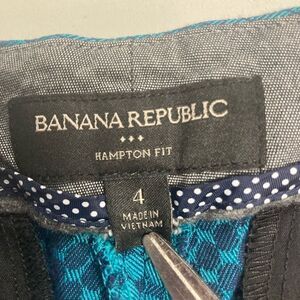 BANANA REPUBLIC
HAMPTON FIT
4
MADE IN
VIETNAM